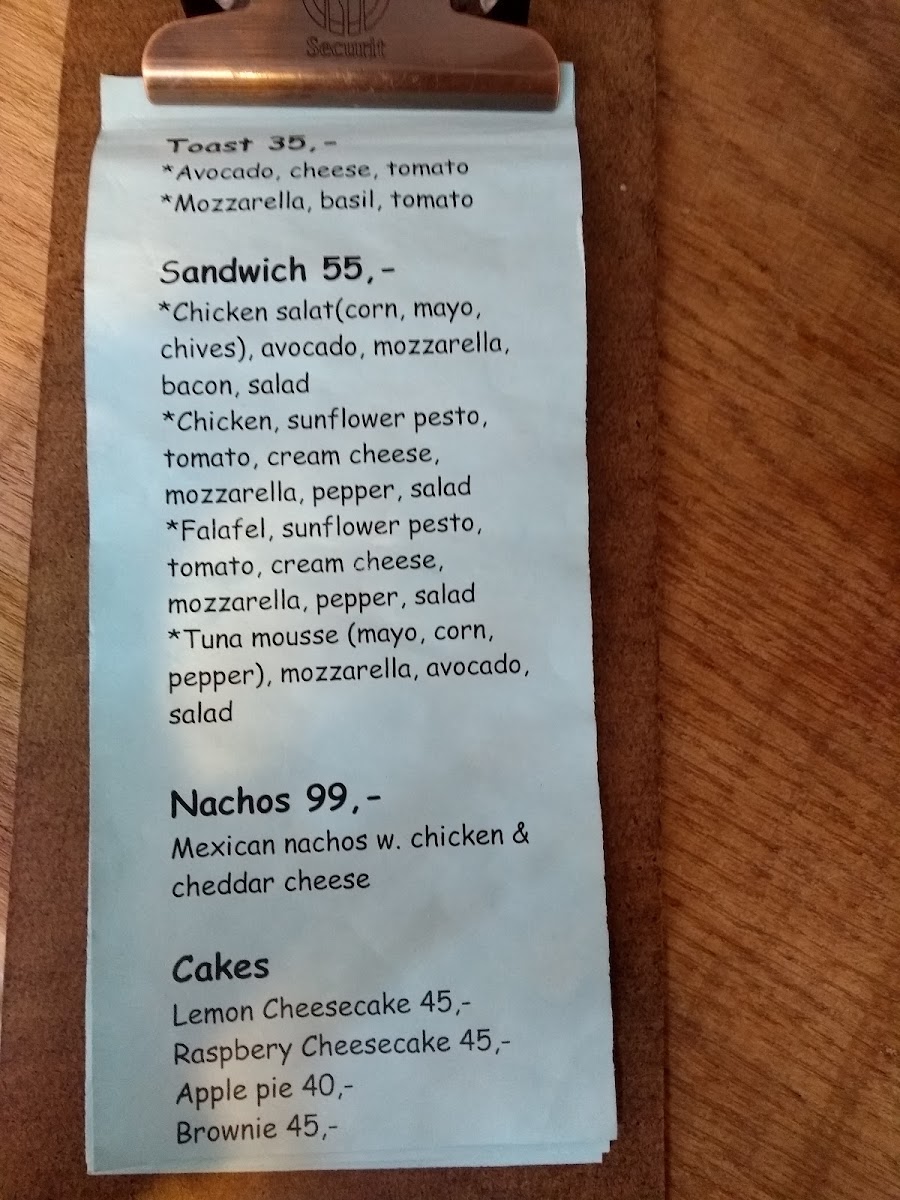 Securit
Toast 35,-
*Avocado, cheese, tomato
*Mozzarella, basil, tomato
Sandwich 55,-
*Chicken salat(corn, mayo,
chives), avocado, mozzarella,
bacon, salad
*Chicken, sunflower pesto,
tomato, cream cheese,
mozzarella, pepper, salad
*Falafel, sunflower pesto,
tomato, cream cheese,
mozzarella, pepper, salad
*Tuna mousse (mayo, corn,
pepper), mozzarella, avocado,
salad
Nachos 99,-
Mexican nachos w. chicken &
cheddar cheese
Cakes
Lemon Cheesecake 45,-
Raspbery Cheesecake 45,-
Apple pie 40,-
Brownie 45,-